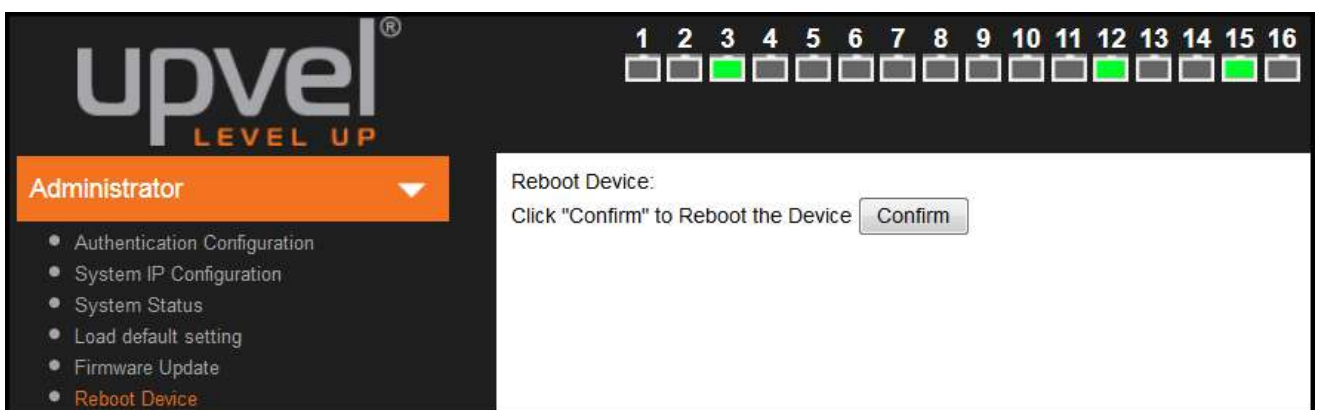 upvel®
LEVEL UP
1 2 3 4 5 6 7 8 9 10 11 12 13 14 15 16
Administrator
Authentication Configuration
System IP Configuration
System Status
Load default setting
Firmware Update
Reboot Device
Reboot Device:
Click "Confirm" to Reboot the Device Confirm